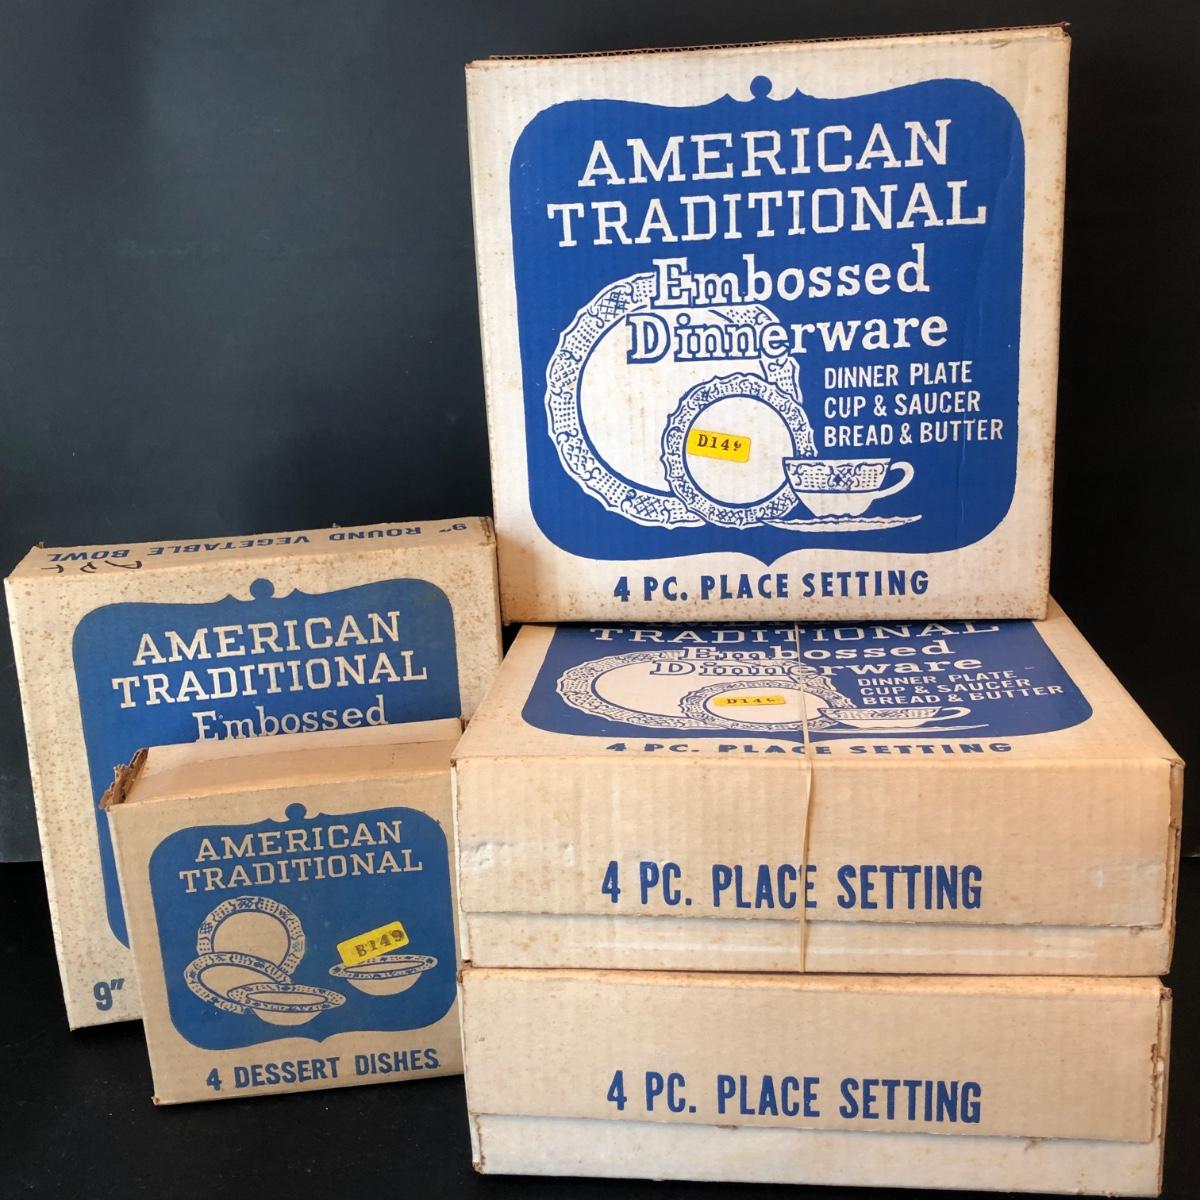 AMERICAN
TRADITIONAL
Embossed
Dinnerware
DINNER PLATE
CUP & SAUCER
BREAD & BUTTER
4 PC. PLACE SETTING
9" ROUND VEGETABLE BOWL
AMERICAN
TRADITIONAL
Embossed
9"
AMERICAN
TRADITIONAL
B149
4 DESSERT DISHES
TRADITIONAL
Embossed
Dinnerware
DINNER PLATE
CUP & SAUCER
BREAD & BUTTER
4 PC. PLACE SETTING
4 PC. PLACE SETTING
4 PC. PLACE SETTING